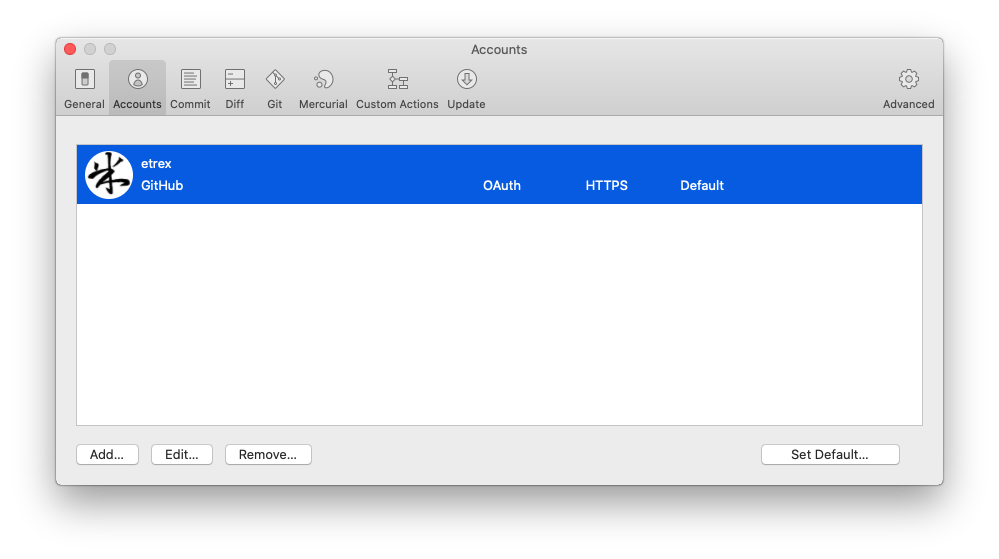 Accounts
General Accounts Commit Diff Git Mercurial Custom Actions Update Advanced
米
etrex
GitHub OAuth HTTPS Default
Add... Edit... Remove... Set Default...